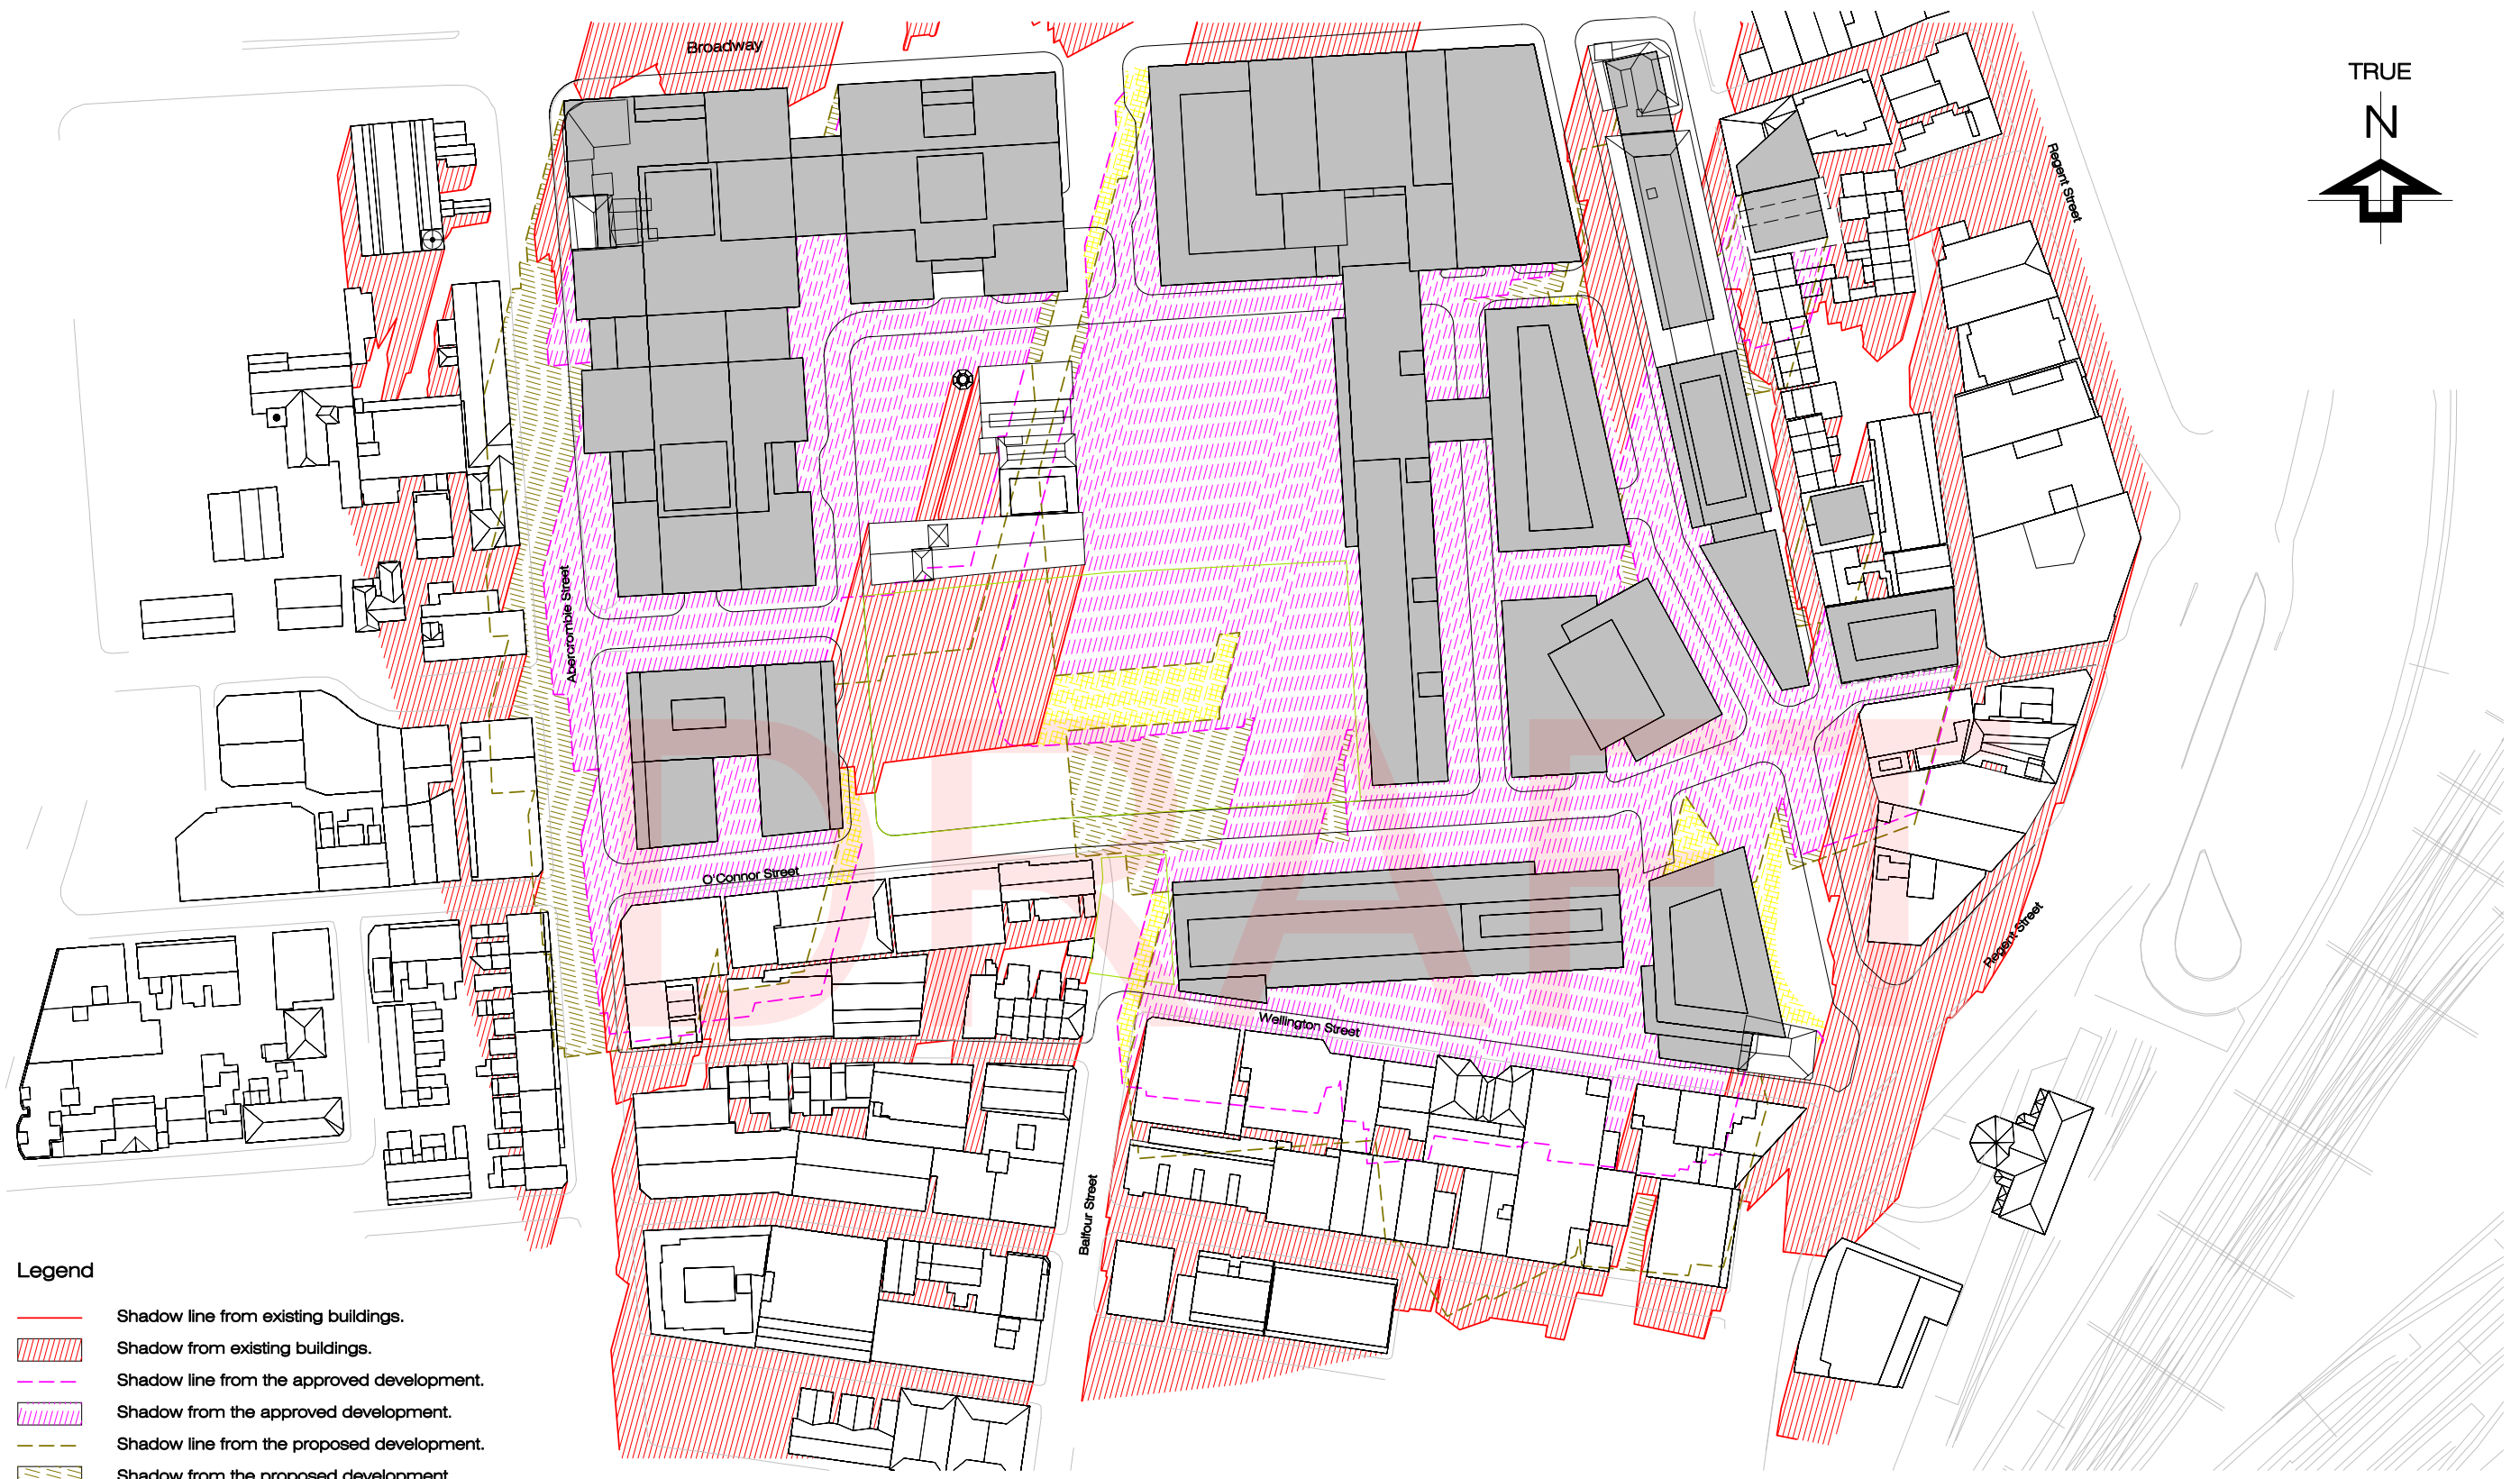 Broadway
TRUE
N
Regent Street
Abercrombie Street
DRAFT
O'Connor Street
Regent Street
Wellington Street
Balfour Street
Legend
Shadow line from existing buildings.
Shadow from existing buildings.
Shadow line from the approved development.
Shadow from the approved development.
Shadow line from the proposed development.
Shadow from the proposed development